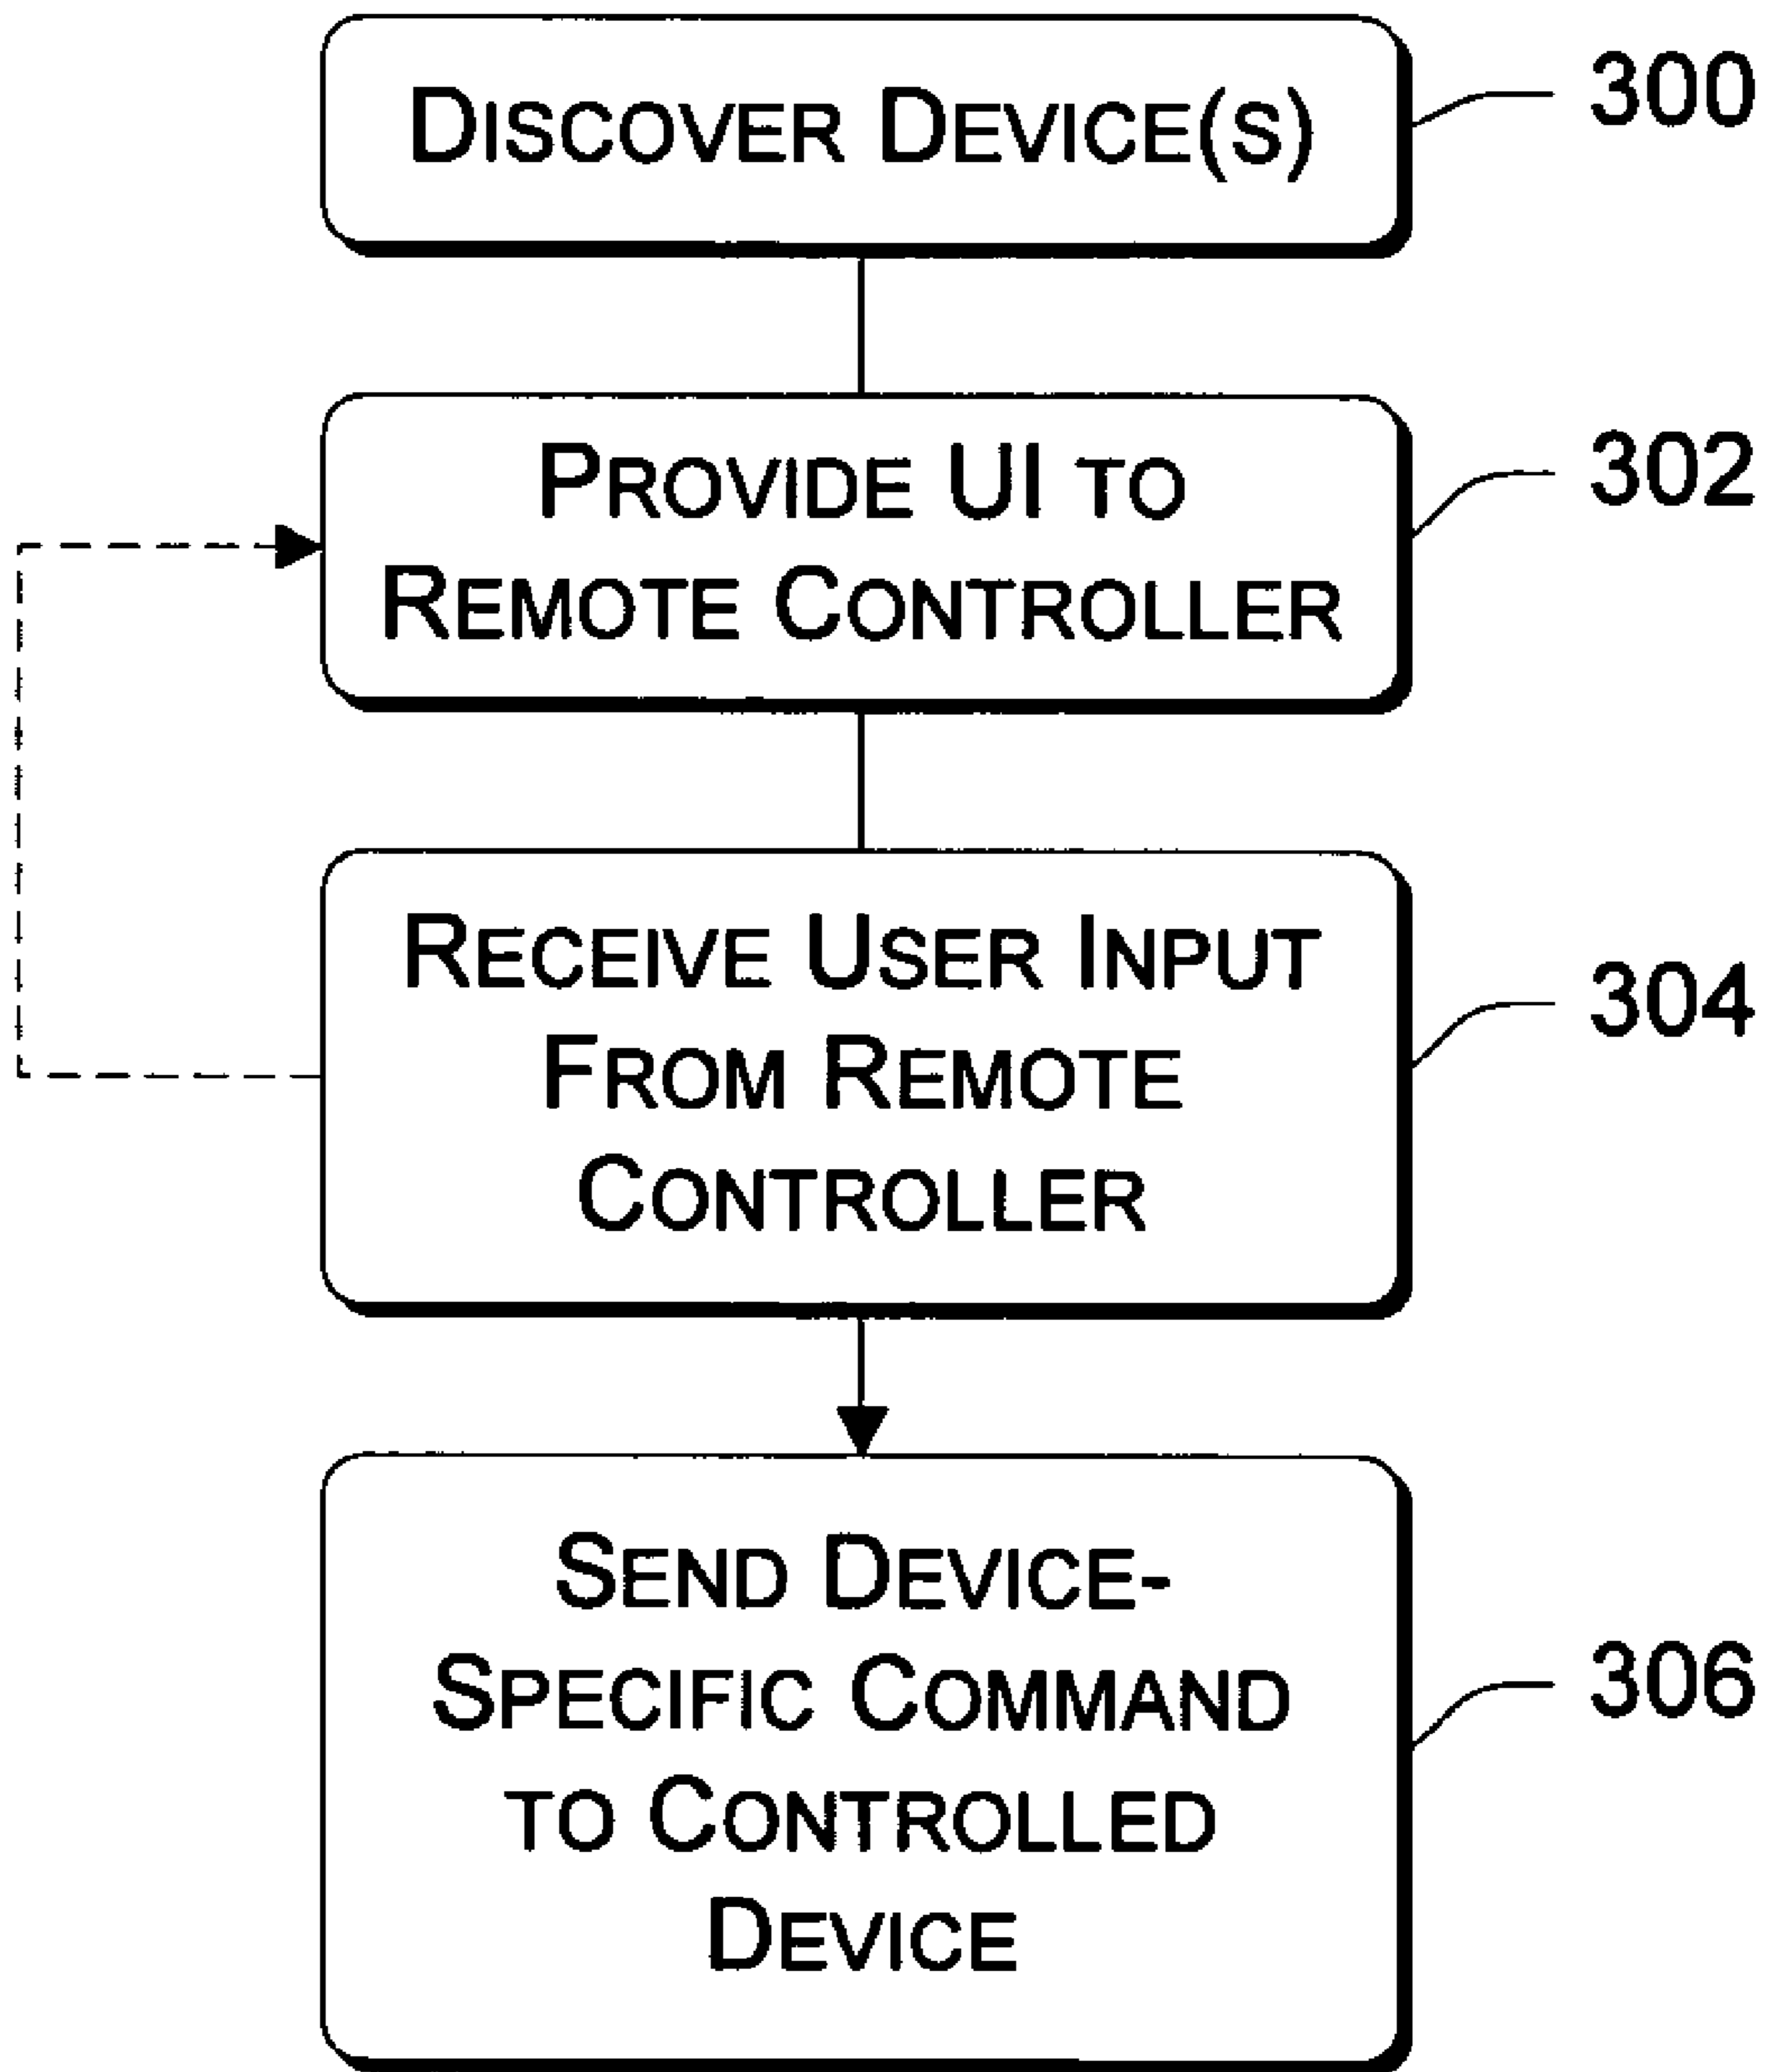 DISCOVER DEVICE(S)
300
PROVIDE UI TO
REMOTE CONTROLLER
302
RECEIVE USER INPUT
FROM REMOTE
CONTROLLER
304
SEND DEVICE-
SPECIFIC COMMAND
TO CONTROLLED
DEVICE
306